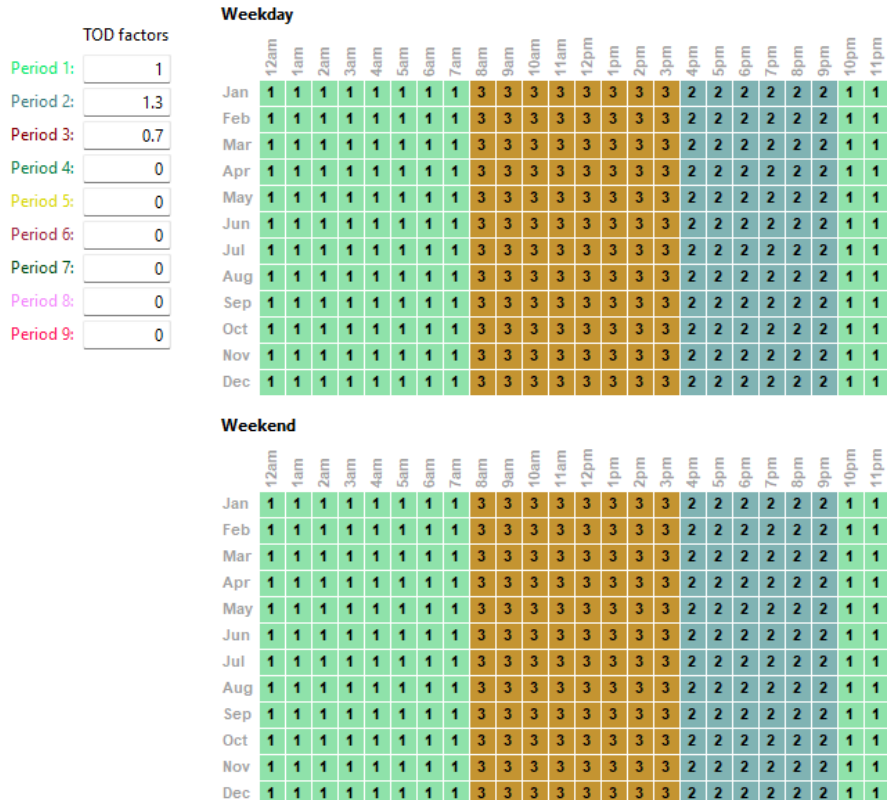 TOD factors
Period 1: 1
Period 2: 1.3
Period 3: 0.7
Period 4: 0
Period 5: 0
Period 6: 0
Period 7: 0
Period 8: 0
Period 9: 0
Weekday
12am 1am 2am 3am 4am 5am 6am 7am 8am 9am 10am 11am 12pm 1pm 2pm 3pm 4pm 5pm 6pm 7pm 8pm 9pm 10pm 11pm
Jan 1 1 1 1 1 1 1 1 3 3 3 3 3 3 3 3 2 2 2 2 2 2 1 1
Feb 1 1 1 1 1 1 1 1 3 3 3 3 3 3 3 3 2 2 2 2 2 2 1 1
Mar 1 1 1 1 1 1 1 1 3 3 3 3 3 3 3 3 2 2 2 2 2 2 1 1
Apr 1 1 1 1 1 1 1 1 3 3 3 3 3 3 3 3 2 2 2 2 2 2 1 1
May 1 1 1 1 1 1 1 1 3 3 3 3 3 3 3 3 2 2 2 2 2 2 1 1
Jun 1 1 1 1 1 1 1 1 3 3 3 3 3 3 3 3 2 2 2 2 2 2 1 1
Jul 1 1 1 1 1 1 1 1 3 3 3 3 3 3 3 3 2 2 2 2 2 2 1 1
Aug 1 1 1 1 1 1 1 1 3 3 3 3 3 3 3 3 2 2 2 2 2 2 1 1
Sep 1 1 1 1 1 1 1 1 3 3 3 3 3 3 3 3 2 2 2 2 2 2 1 1
Oct 1 1 1 1 1 1 1 1 3 3 3 3 3 3 3 3 2 2 2 2 2 2 1 1
Nov 1 1 1 1 1 1 1 1 3 3 3 3 3 3 3 3 2 2 2 2 2 2 1 1
Dec 1 1 1 1 1 1 1 1 3 3 3 3 3 3 3 3 2 2 2 2 2 2 1 1
Weekend
12am 1am 2am 3am 4am 5am 6am 7am 8am 9am 10am 11am 12pm 1pm 2pm 3pm 4pm 5pm 6pm 7pm 8pm 9pm 10pm 11pm
Jan 1 1 1 1 1 1 1 1 3 3 3 3 3 3 3 3 2 2 2 2 2 2 1 1
Feb 1 1 1 1 1 1 1 1 3 3 3 3 3 3 3 3 2 2 2 2 2 2 1 1
Mar 1 1 1 1 1 1 1 1 3 3 3 3 3 3 3 3 2 2 2 2 2 2 1 1
Apr 1 1 1 1 1 1 1 1 3 3 3 3 3 3 3 3 2 2 2 2 2 2 1 1
May 1 1 1 1 1 1 1 1 3 3 3 3 3 3 3 3 2 2 2 2 2 2 1 1
Jun 1 1 1 1 1 1 1 1 3 3 3 3 3 3 3 3 2 2 2 2 2 2 1 1
Jul 1 1 1 1 1 1 1 1 3 3 3 3 3 3 3 3 2 2 2 2 2 2 1 1
Aug 1 1 1 1 1 1 1 1 3 3 3 3 3 3 3 3 2 2 2 2 2 2 1 1
Sep 1 1 1 1 1 1 1 1 3 3 3 3 3 3 3 3 2 2 2 2 2 2 1 1
Oct 1 1 1 1 1 1 1 1 3 3 3 3 3 3 3 3 2 2 2 2 2 2 1 1
Nov 1 1 1 1 1 1 1 1 3 3 3 3 3 3 3 3 2 2 2 2 2 2 1 1
Dec 1 1 1 1 1 1 1 1 3 3 3 3 3 3 3 3 2 2 2 2 2 2 1 1